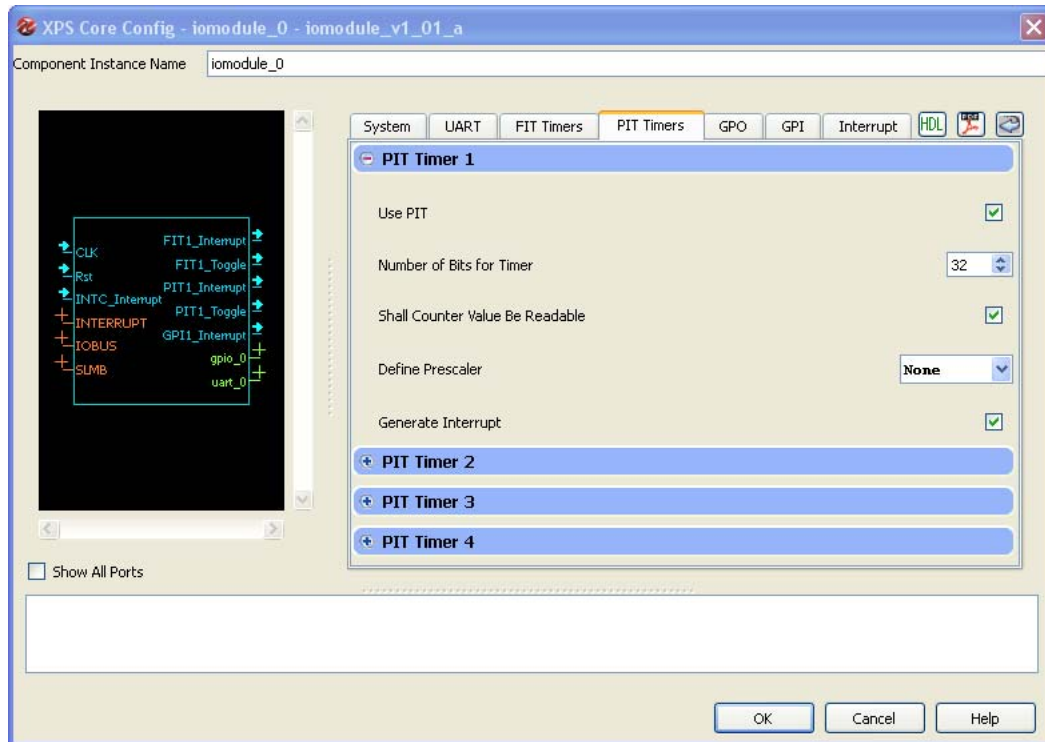 XPS Core Config - iomodule_0 - iomodule_v1_01_a
Component Instance Name iomodule_0
System UART FIT Timers PIT Timers GPO GPI Interrupt HDL
PIT Timer 1
Use PIT
Number of Bits for Timer 32
Shall Counter Value Be Readable
Define Prescaler None
Generate Interrupt
PIT Timer 2
PIT Timer 3
PIT Timer 4
CLK
Rst
INTC_Interrupt
INTERRUPT
IOBUS
SLMB
FIT1_Interrupt
FIT1_Toggle
PIT1_Interrupt
PIT1_Toggle
GPI1_Interrupt
gpio_0
uart_0
Show All Ports
OK Cancel Help